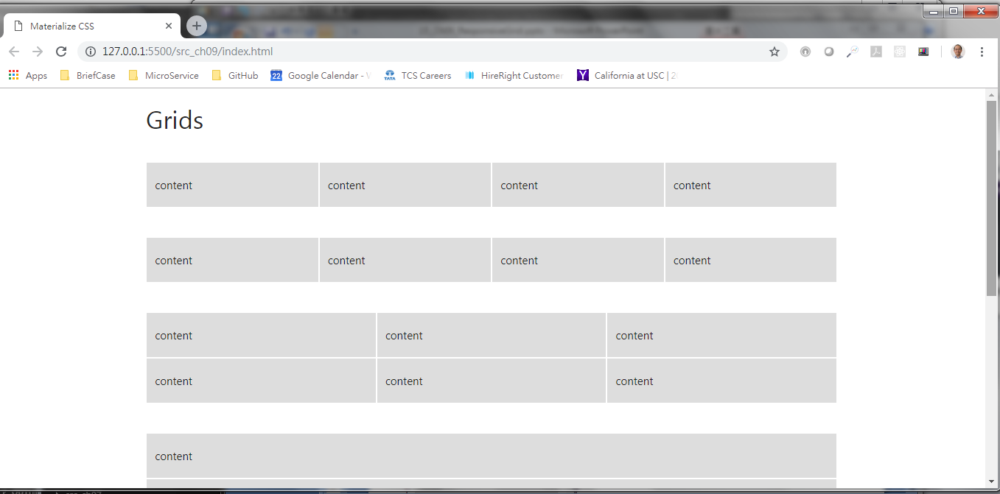 Materialize CSS
127.0.0.1:5500/src_ch09/index.html
Apps BriefCase MicroService GitHub 22 Google Calendar - TATA TCS Careers HireRight Customer Y California at USC | 2
Grids
content content content content
content content content content
content content content
content content content
content